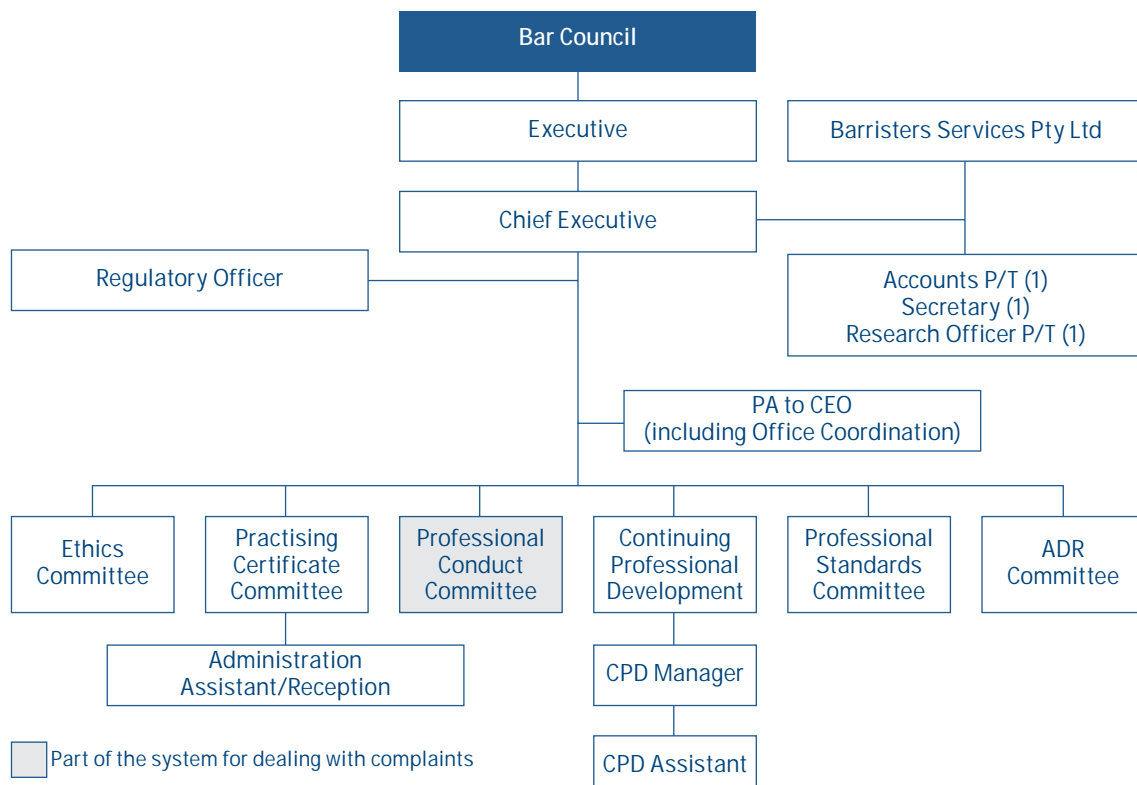 Bar Council
Executive
Barristers Services Pty Ltd
Chief Executive
Regulatory Officer
Accounts P/T (1)
Secretary (1)
Research Officer P/T (1)
PA to CEO
(including Office Coordination)
Ethics
Committee
Practising
Certificate
Committee
Professional
Conduct
Committee
Continuing
Professional
Development
Professional
Standards
Committee
ADR
Committee
Administration
Assistant/Reception
CPD Manager
CPD Assistant
Part of the system for dealing with complaints